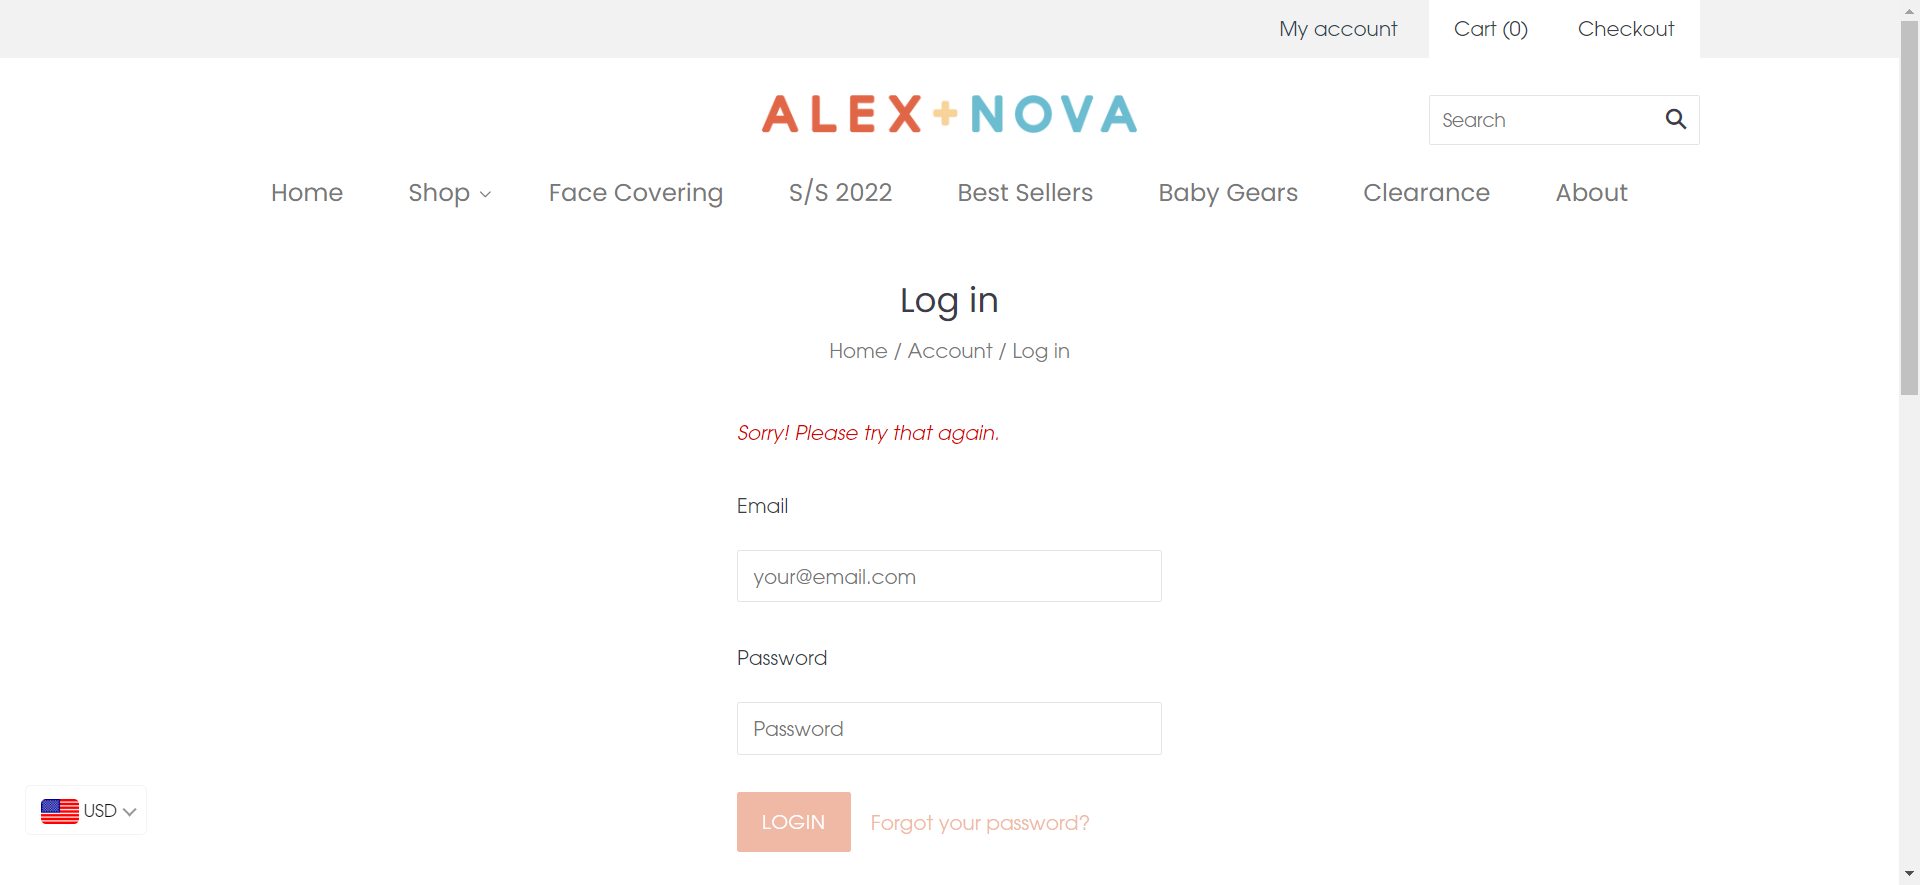 My account
Cart (0)
Checkout
ALEX+NOVA
Search
Home
Shop
Face Covering
S/S 2022
Best Sellers
Baby Gears
Clearance
About
Log in
Home / Account / Log in
Sorry! Please try that again.
Email
your@email.com
Password
Password
USD
LOGIN
Forgot your password?